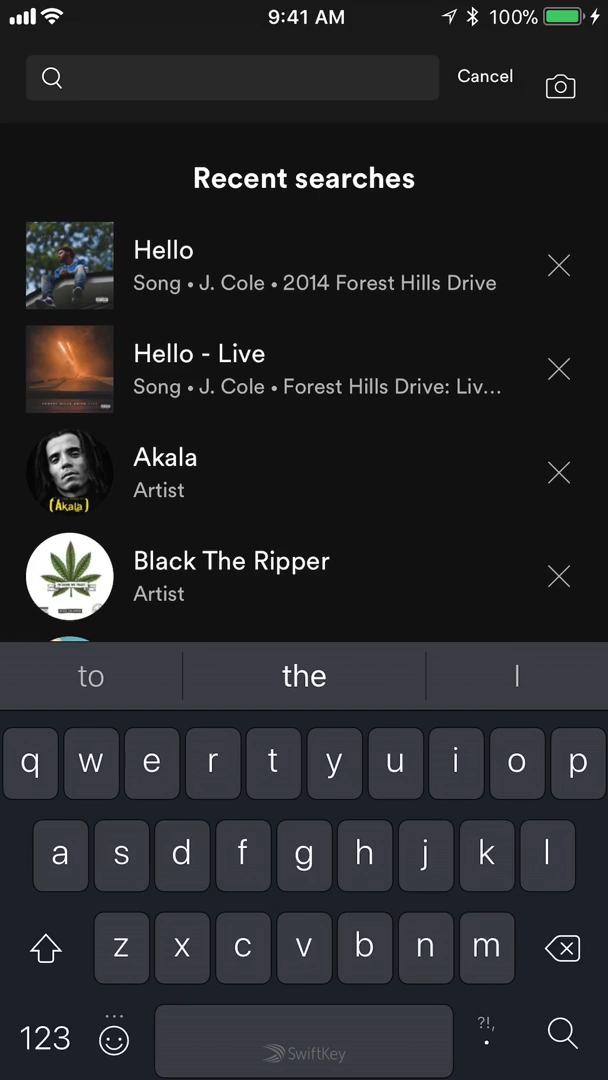 9:41 AM 100%
Cancel
Recent searches
Hello
Song • J. Cole • 2014 Forest Hills Drive
Hello - Live
Song • J. Cole • Forest Hills Drive: Liv...
(Akala)
Akala
Artist
Black The Ripper
Artist
to the I
q w e r t y u i o p
a s d f g h j k l
z x c v b n m
123 SwiftKey ?!, .